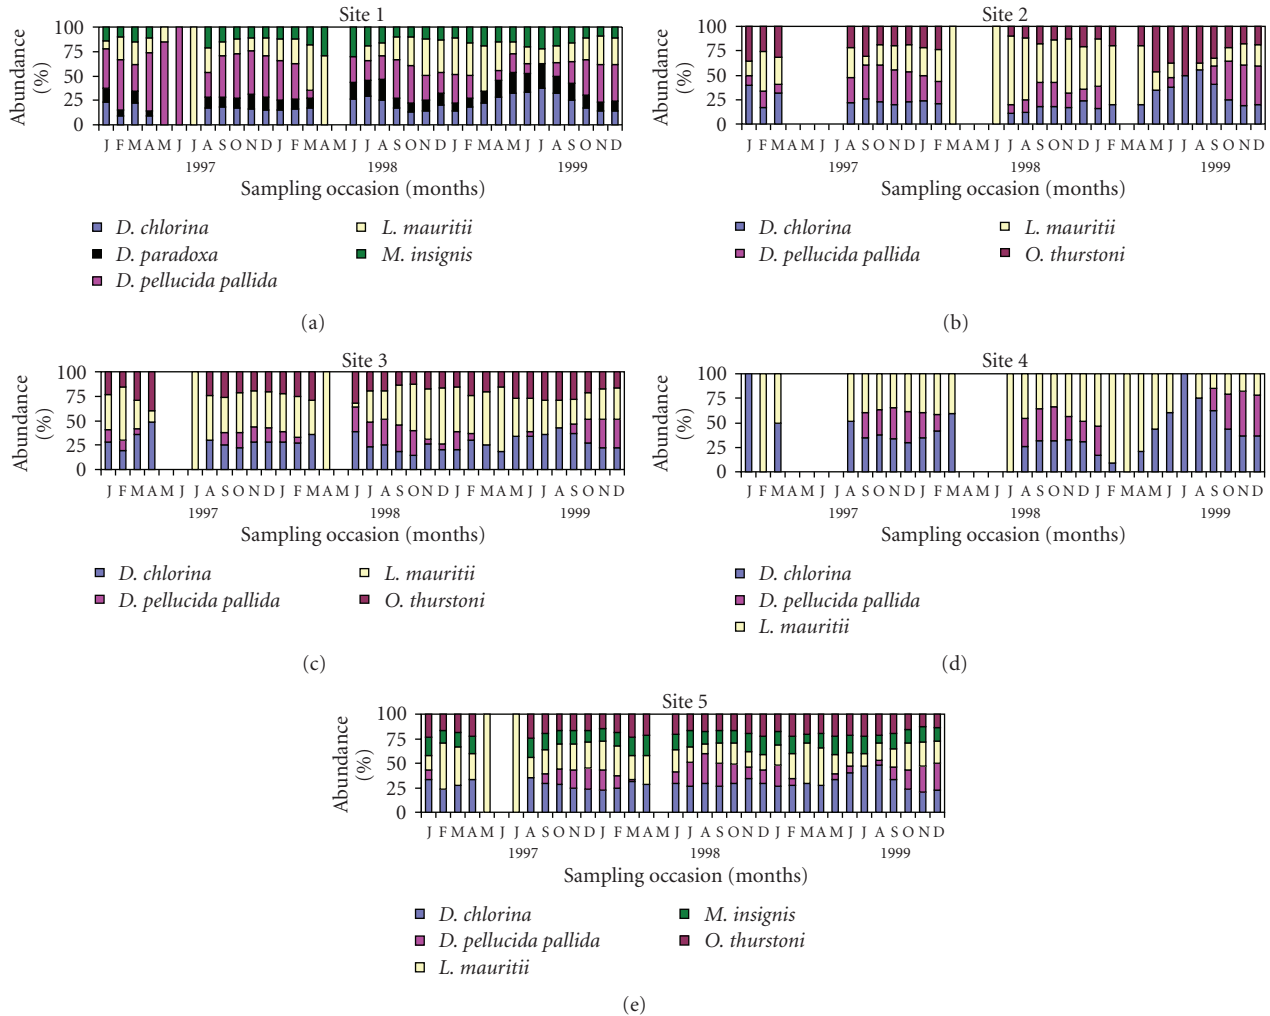 Site 1
Abundance (%)
100
75
50
25
0
J F M A M J J A S O N D J F M A M J J A S O N D J F M A M J J A S O N D
1997 1998 1999
Sampling occasion (months)
D. chlorina
D. paradoxa
D. pellucida pallida
L. mauritii
M. insignis
(a)
Site 2
Abundance (%)
100
75
50
25
0
J F M A M J J A S O N D J F M A M J J A S O N D J F M A M J J A S O N D
1997 1998 1999
Sampling occasion (months)
D. chlorina
D. pellucida pallida
L. mauritii
O. thurstoni
(b)
Site 3
Abundance (%)
100
75
50
25
0
J F M A M J J A S O N D J F M A M J J A S O N D J F M A M J J A S O N D
1997 1998 1999
Sampling occasion (months)
D. chlorina
D. pellucida pallida
L. mauritii
O. thurstoni
(c)
Site 4
Abundance (%)
100
75
50
25
0
J F M A M J J A S O N D J F M A M J J A S O N D J F M A M J J A S O N D
1997 1998 1999
Sampling occasion (months)
D. chlorina
D. pellucida pallida
L. mauritii
(d)
Site 5
Abundance (%)
100
75
50
25
0
J F M A M J J A S O N D J F M A M J J A S O N D J F M A M J J A S O N D
1997 1998 1999
Sampling occasion (months)
D. chlorina
D. pellucida pallida
L. mauritii
M. insignis
O. thurstoni
(e)